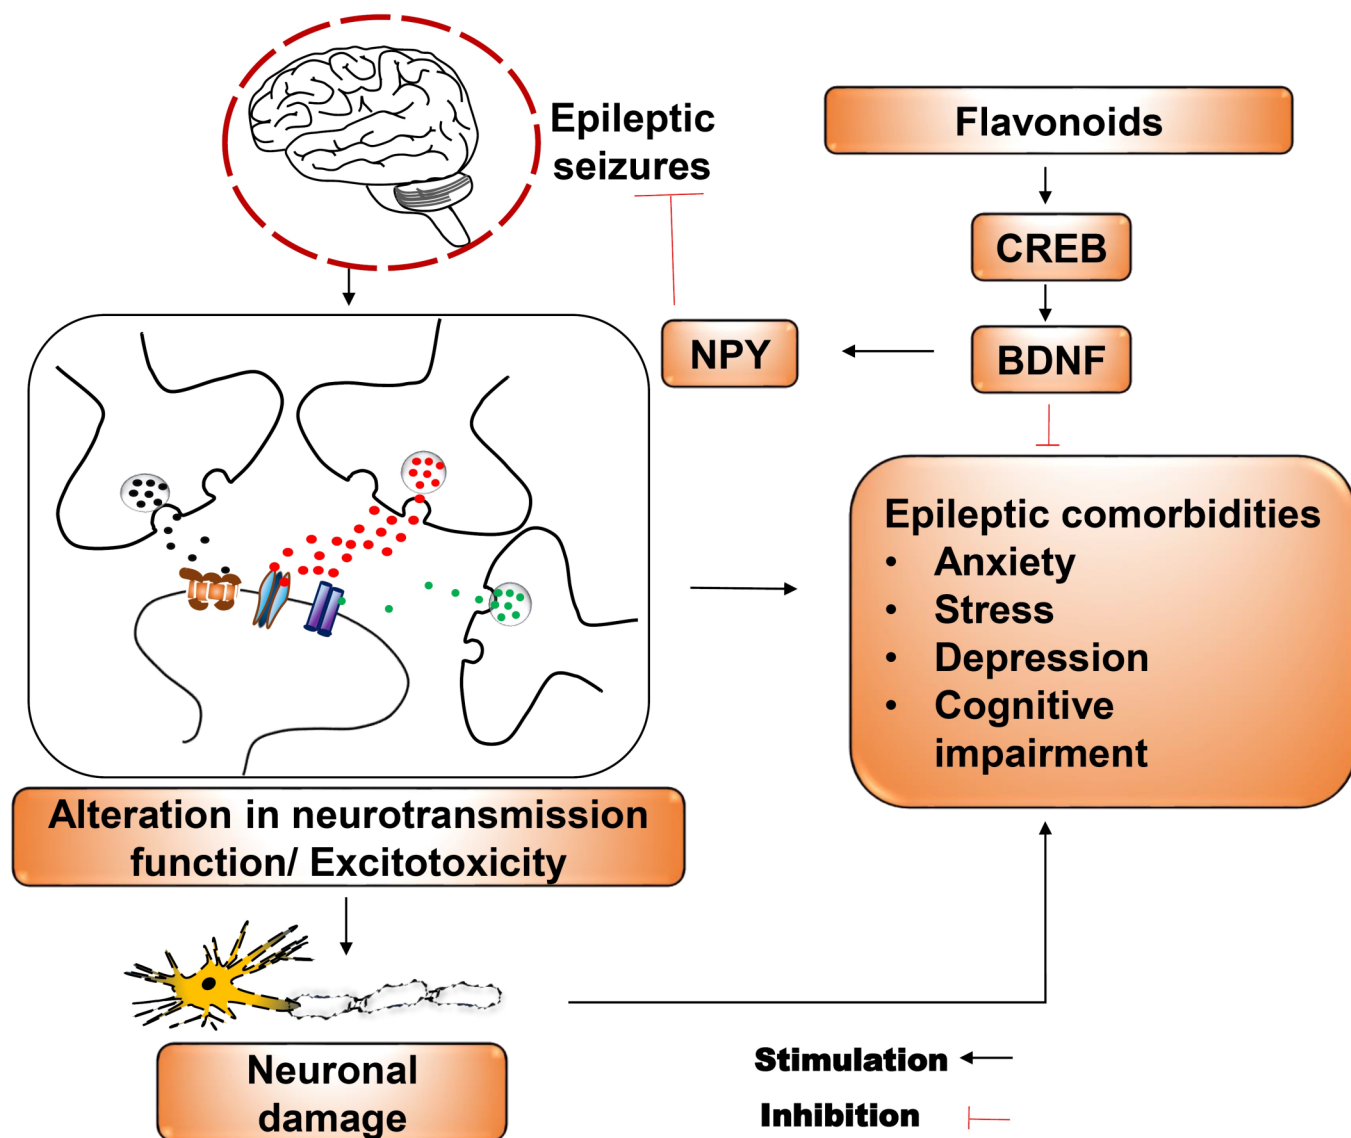 Epileptic
seizures
Flavonoids
CREB
BDNF
NPY
Epileptic comorbidities
• Anxiety
• Stress
• Depression
• Cognitive
impairment
Alteration in neurotransmission
function/ Excitotoxicity
Neuronal
damage
Stimulation
Inhibition